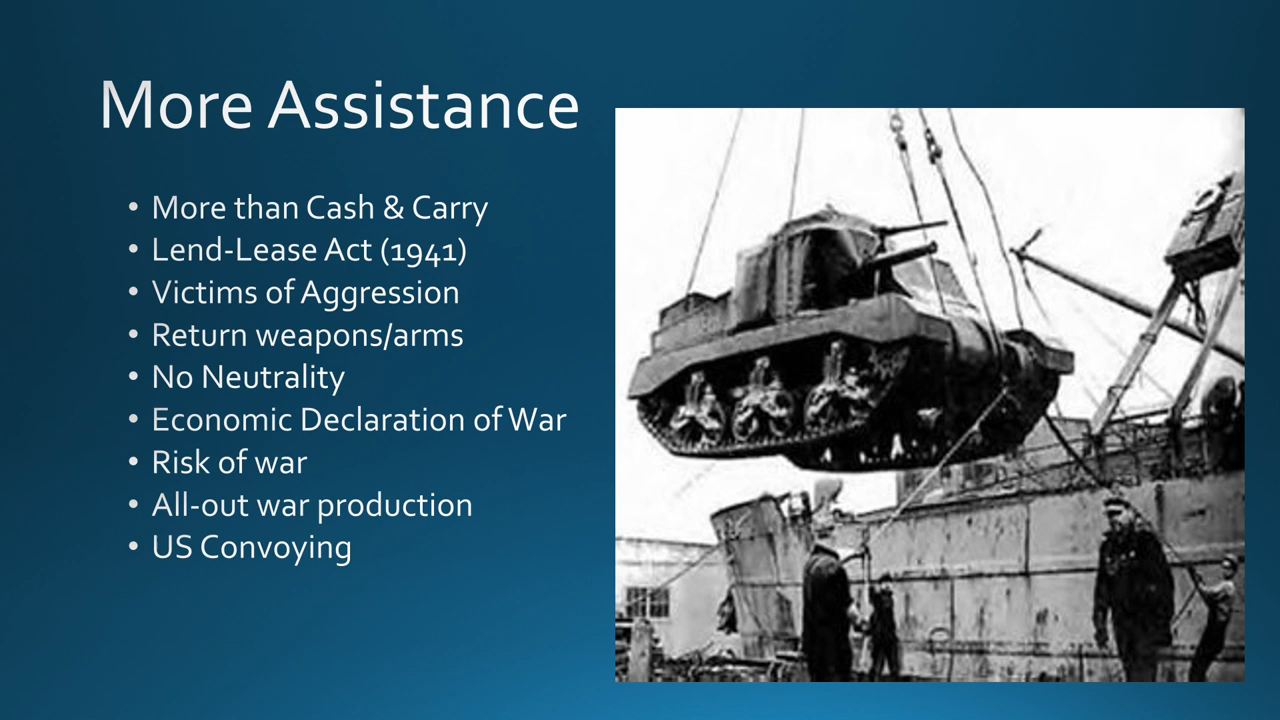 More Assistance
• More than Cash & Carry
• Lend-Lease Act (1941)
• Victims of Aggression
• Return weapons/arms
• No Neutrality
• Economic Declaration of War
• Risk of war
• All-out war production
• US Convoying